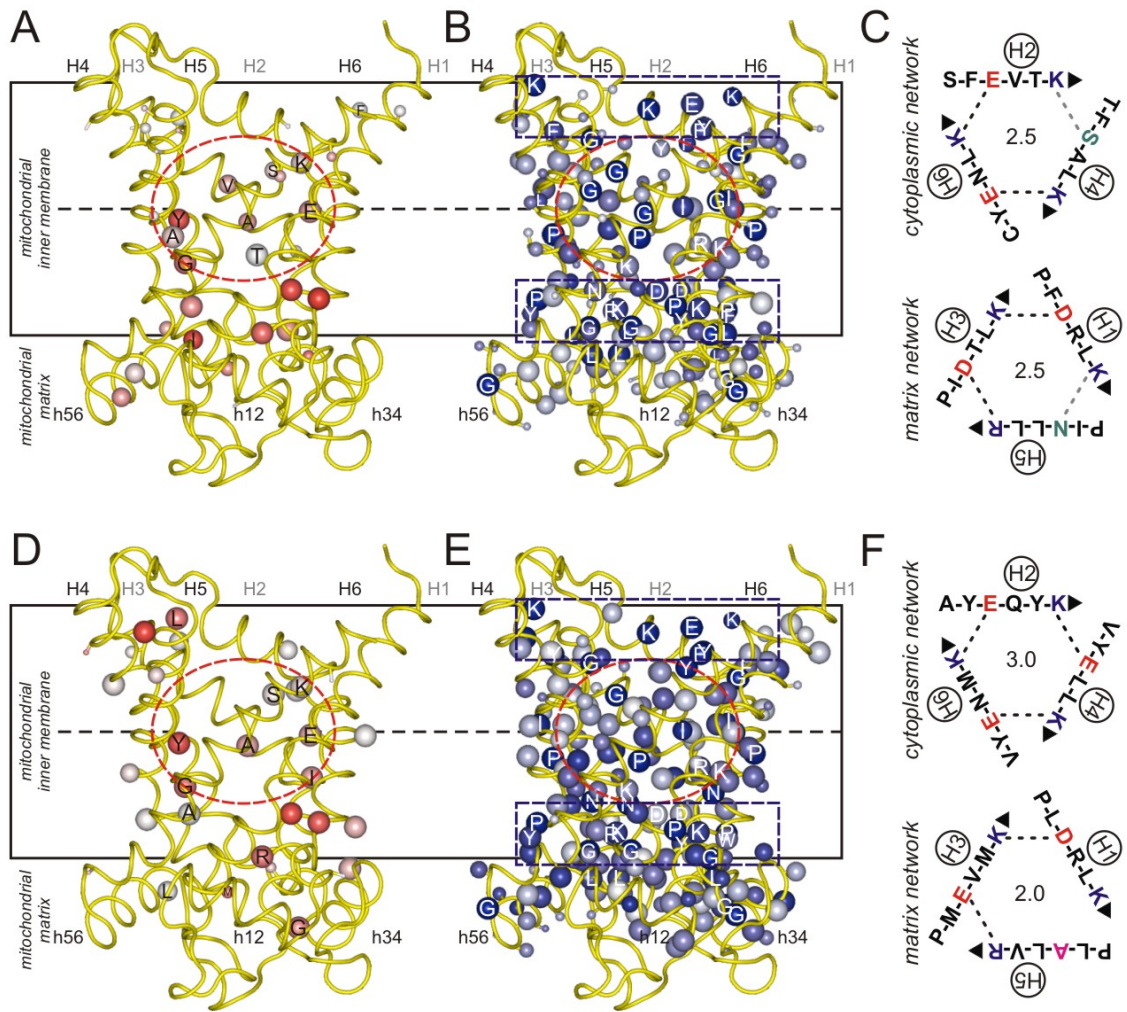 A
H4 H3 H5 H2 H6 H1
mitochondrial
inner membrane
mitochondrial
matrix
F
V S K
Y A E
A
G T
I
h56 h12 h34
B
H4 H3 H5 H2 H6 H1
K K E K
F Y
G Y L
G G
G G I I
L
P P
K R K
N D D
P Y R K P Y K P F
G G G L
L L
G G G
h56 h12 h34
C
cytoplasmic network
H2
S-F-E-V-T-K
2.5
T-F-S-A-L-K
H4
C-Y-E-N-L-K
H6
matrix network
H3
P-I-D-T-L-K
2.5
P-F-D-R-L-K
H1
P-I-N-L-L-R
H5
D
H4 H3 H5 H2 H6 H1
mitochondrial
inner membrane
mitochondrial
matrix
L
S K
Y A E
G I
A
R
L M
G
h56 h12 h34
E
H4 H3 H5 H2 H6 H1
K K E K
Y Y
G Y L
G
L I I
P P P
K R K
N N N
P Y R K D D P Y K R W
G G G
L L L
G G
h56 h12 h34
F
cytoplasmic network
H2
A-Y-E-Q-Y-K
3.0
V-Y-E-L-L-K
H4
V-Y-E-N-M-K
H6
matrix network
H3
P-M-E-V-M-K
2.0
P-L-D-R-L-K
H1
P-L-A-L-V-R
H5